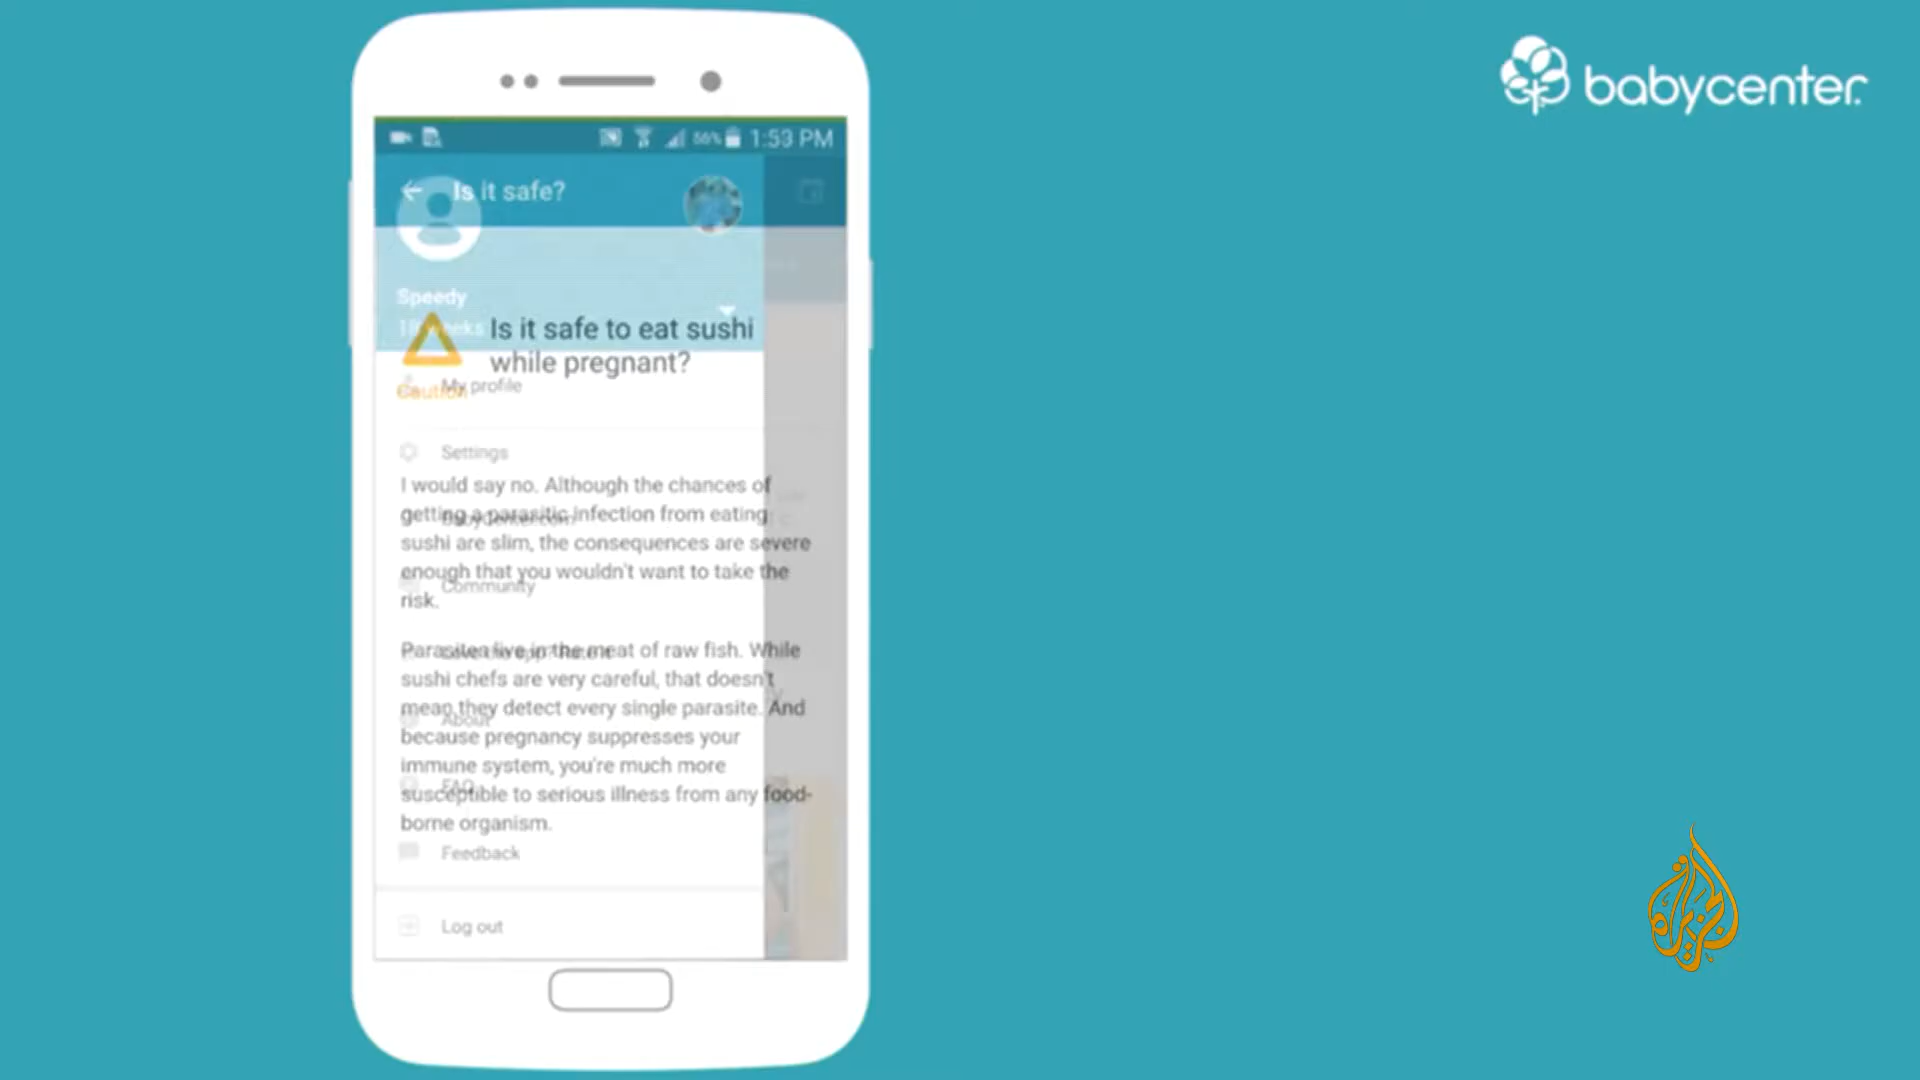 babycenter
56% 1:53 PM
Is it safe?
Speedy
Is it safe to eat sushi
while pregnant?
My profile
Caution
Settings
I would say no. Although the chances of
getting a parasitic infection from eating
BabyCenter.com
sushi are slim, the consequences are severe
enough that you wouldn't want to take the
Community
risk.
Parasites live in the meat of raw fish. While
sushi chefs are very careful, that doesn't
mean they detect every single parasite. And
About
because pregnancy suppresses your
immune system, you're much more
FAQ
susceptible to serious illness from any food-
borne organism.
Feedback
Log out
الجزيرة